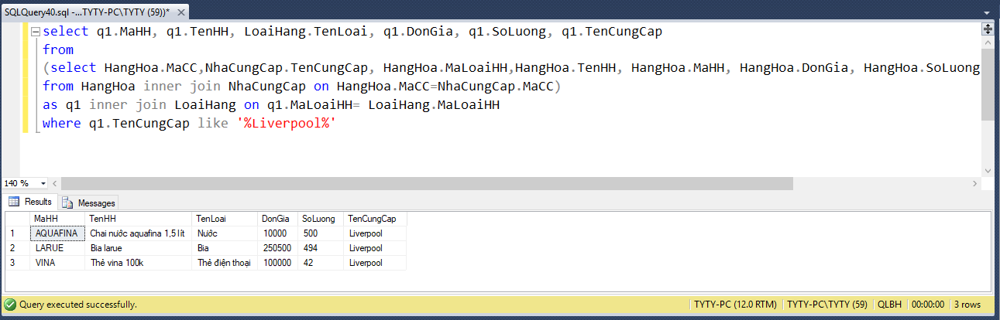 SQLQuery40.sql -...TYTY-PC\TYTY (59))* ✕
select q1.MaHH, q1.TenHH, LoaiHang.TenLoai, q1.DonGia, q1.SoLuong, q1.TenCungCap
from
(select HangHoa.MaCC,NhaCungCap.TenCungCap, HangHoa.MaLoaiHH,HangHoa.TenHH, HangHoa.MaHH, HangHoa.DonGia, HangHoa.SoLuong
from HangHoa inner join NhaCungCap on HangHoa.MaCC=NhaCungCap.MaCC)
as q1 inner join LoaiHang on q1.MaLoaiHH= LoaiHang.MaLoaiHH
where q1.TenCungCap like '%Liverpool%'
140 %
Results Messages
MaHH TenHH TenLoai DonGia SoLuong TenCungCap
1 AQUAFINA Chai nước aquafina 1,5 lít Nước 10000 500 Liverpool
2 LARUE Bia larue Bia 250500 494 Liverpool
3 VINA Thẻ vina 100k Thẻ điện thoại 100000 42 Liverpool
Query executed successfully. TYTY-PC (12.0 RTM) TYTY-PC\TYTY (59) QLBH 00:00:00 3 rows